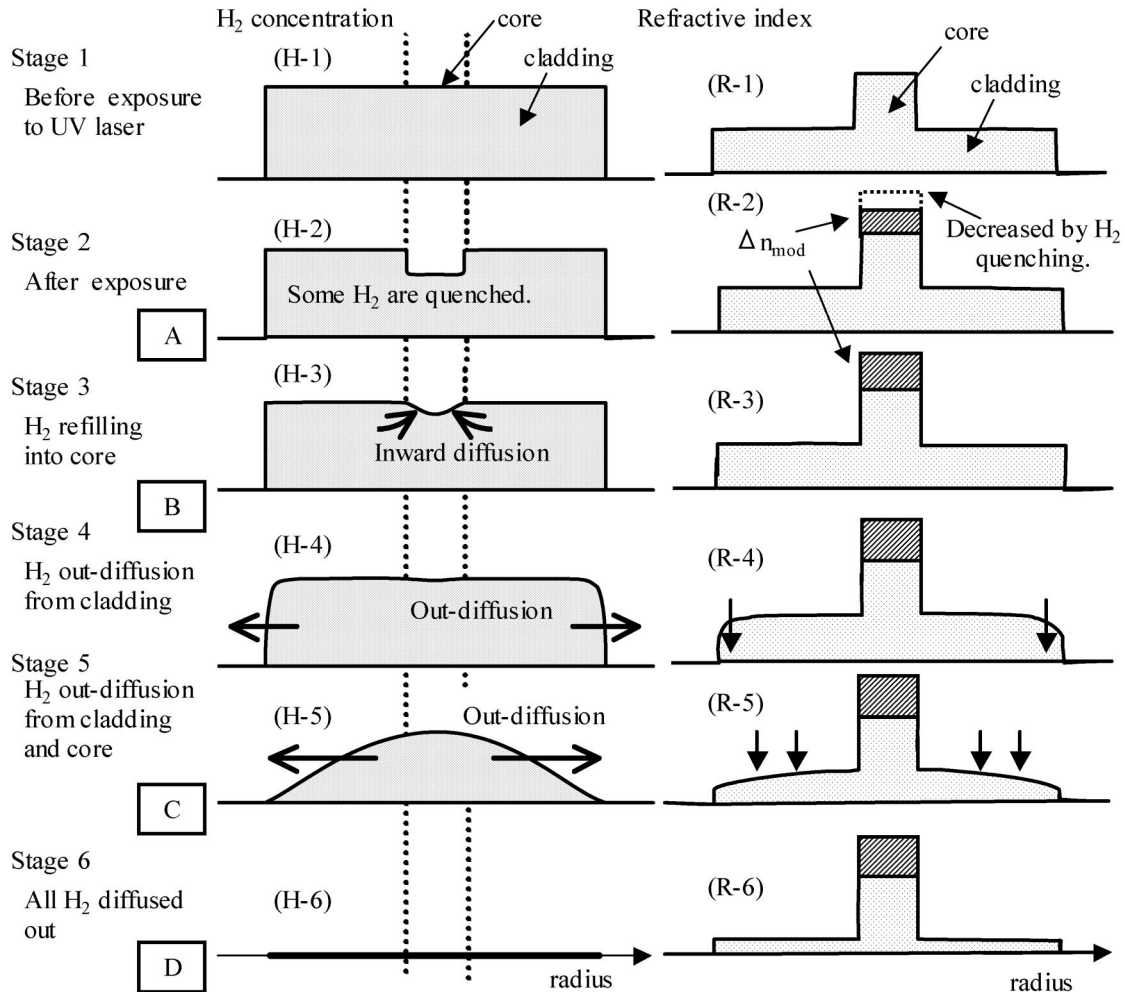 H₂ concentration
Refractive index
Stage 1
Before exposure
to UV laser
(H-1)
core
cladding
(R-1)
core
cladding
Stage 2
After exposure
A
(H-2)
Some H₂ are quenched.
(R-2)
Δn_mod
Decreased by H₂
quenching.
Stage 3
H₂ refilling
into core
B
(H-3)
Inward diffusion
(R-3)
Stage 4
H₂ out-diffusion
from cladding
(H-4)
Out-diffusion
(R-4)
Stage 5
H₂ out-diffusion
from cladding
and core
C
(H-5)
Out-diffusion
(R-5)
Stage 6
All H₂ diffused
out
D
(H-6)
radius
(R-6)
radius